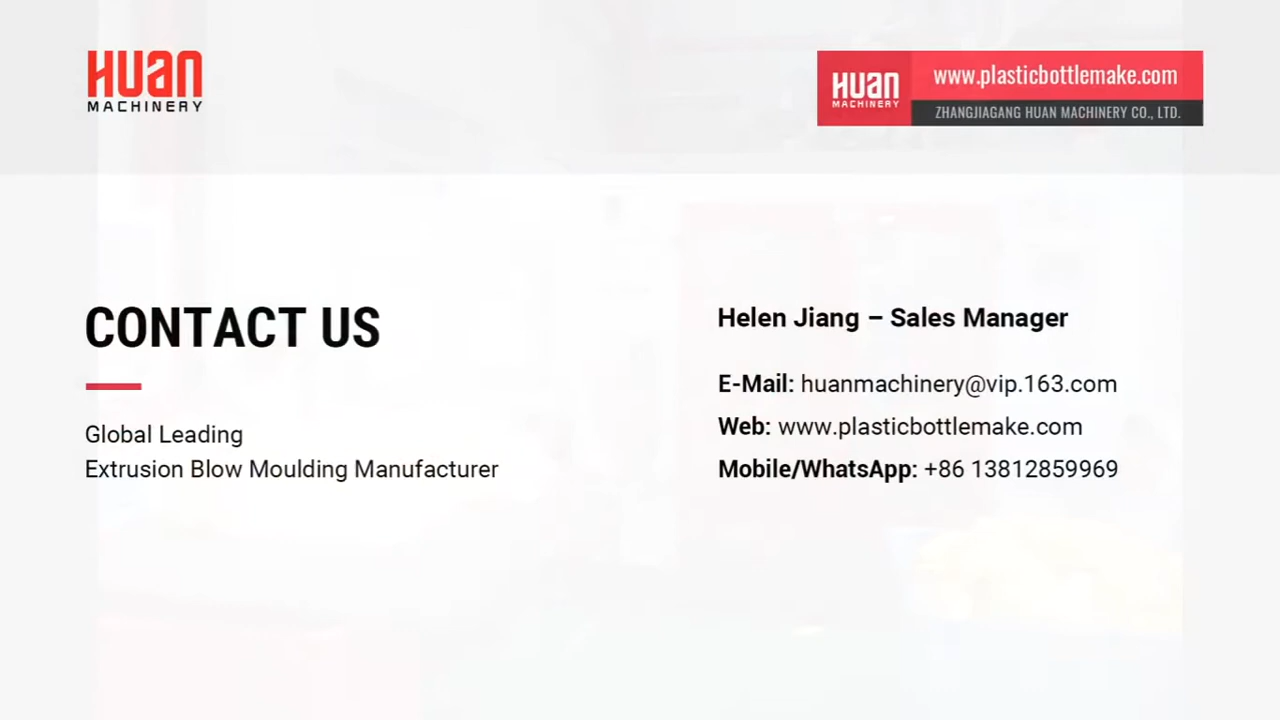 HUAN
MACHINERY
HUAN
MACHINERY
www.plasticbottlemake.com
ZHANGJIAGANG HUAN MACHINERY CO., LTD.
CONTACT US
Global Leading
Extrusion Blow Moulding Manufacturer
Helen Jiang – Sales Manager
E-Mail: huanmachinery@vip.163.com
Web: www.plasticbottlemake.com
Mobile/WhatsApp: +86 13812859969